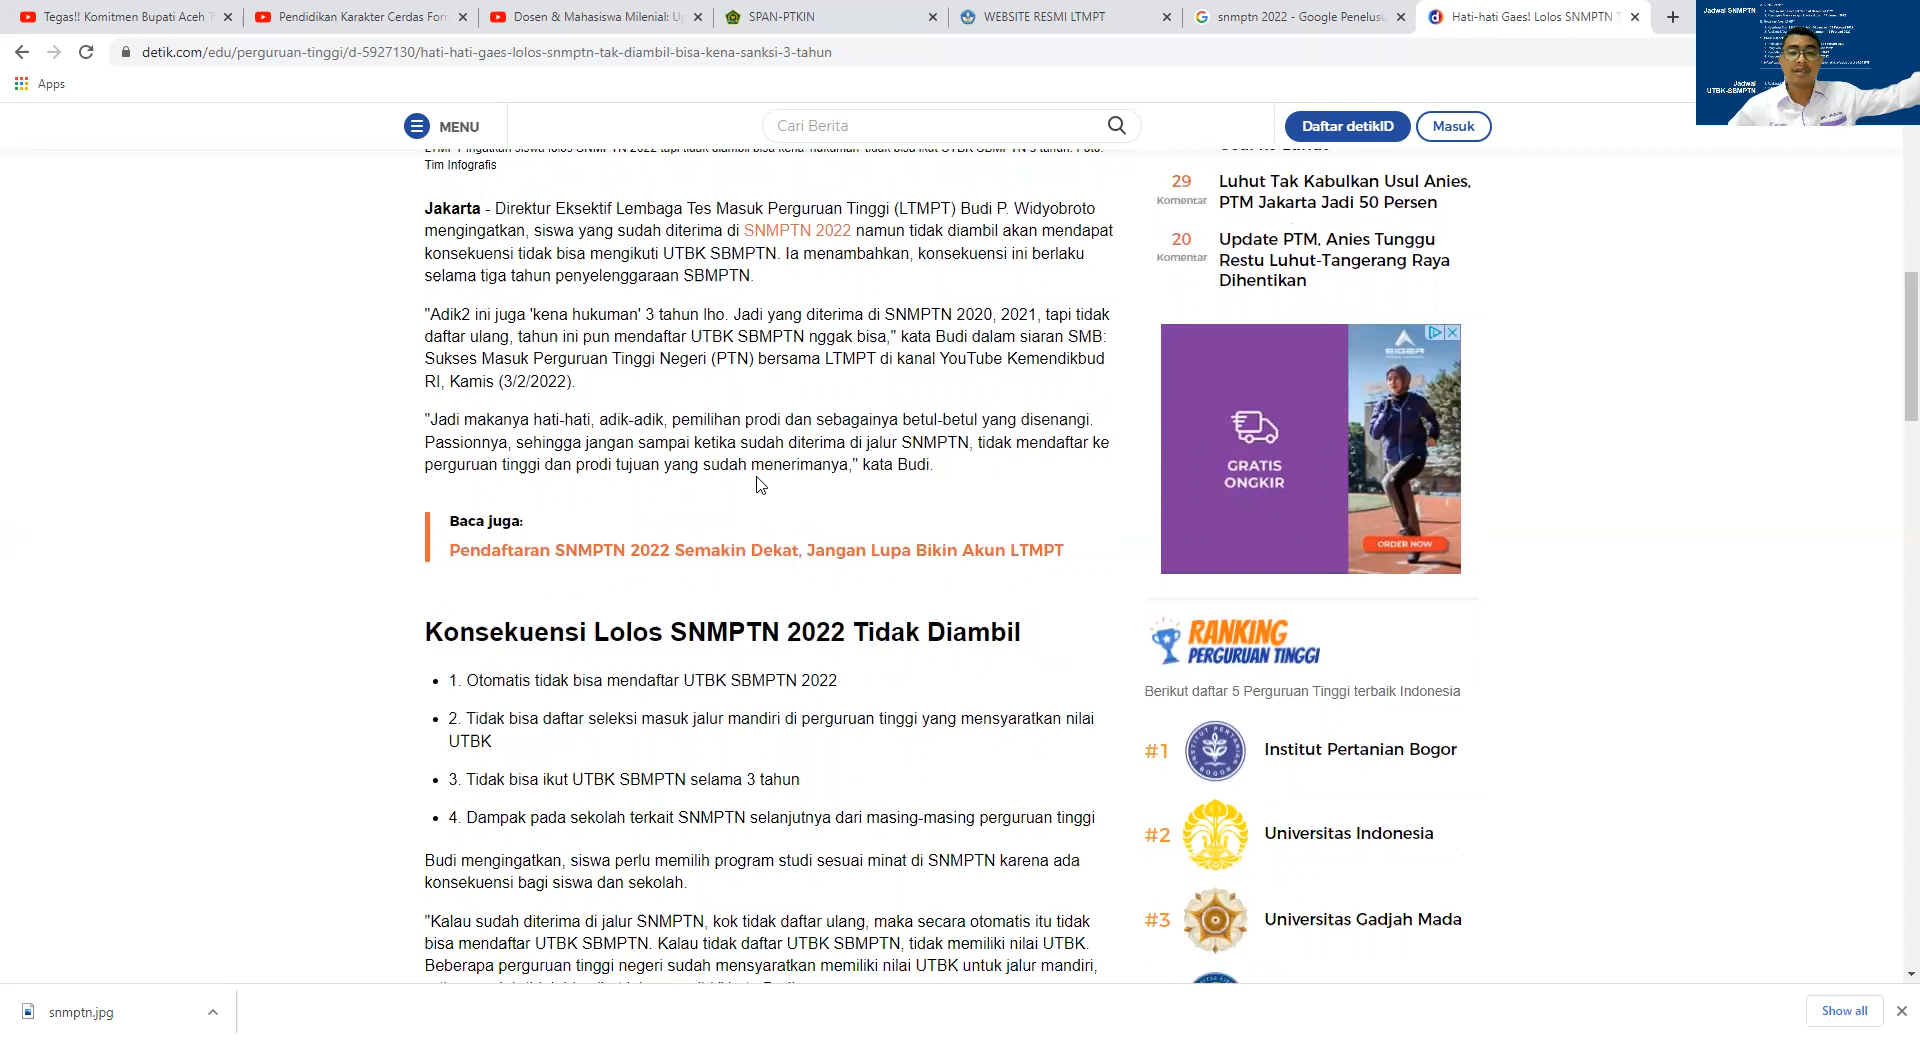 Tegas!! Komitmen Bupati Aceh T
Pendidikan Karakter Cerdas For
Dosen & Mahasiswa Milenial: U
SPAN-PTKIN
WEBSITE RESMI LTMPT
snmptn 2022 - Google Penelusu
Hati-hati Gaes! Lolos SNMPTN T
detik.com/edu/perguruan-tinggi/d-5927130/hati-hati-gaes-lolos-snmptn-tak-diambil-bisa-kena-sanksi-3-tahun
Apps
Jadwal SNMPTN
Jadwal
UTBK-SBMPTN
MENU
Cari Berita
Daftar detikID
Masuk
Tim Infografis
Jakarta - Direktur Eksektif Lembaga Tes Masuk Perguruan Tinggi (LTMPT) Budi P. Widyobroto
mengingatkan, siswa yang sudah diterima di SNMPTN 2022 namun tidak diambil akan mendapat
konsekuensi tidak bisa mengikuti UTBK SBMPTN. Ia menambahkan, konsekuensi ini berlaku
selama tiga tahun penyelenggaraan SBMPTN.
"Adik2 ini juga 'kena hukuman' 3 tahun lho. Jadi yang diterima di SNMPTN 2020, 2021, tapi tidak
daftar ulang, tahun ini pun mendaftar UTBK SBMPTN nggak bisa," kata Budi dalam siaran SMB:
Sukses Masuk Perguruan Tinggi Negeri (PTN) bersama LTMPT di kanal YouTube Kemendikbud
RI, Kamis (3/2/2022).
"Jadi makanya hati-hati, adik-adik, pemilihan prodi dan sebagainya betul-betul yang disenangi.
Passionnya, sehingga jangan sampai ketika sudah diterima di jalur SNMPTN, tidak mendaftar ke
perguruan tinggi dan prodi tujuan yang sudah menerimanya," kata Budi.
Baca juga:
Pendaftaran SNMPTN 2022 Semakin Dekat, Jangan Lupa Bikin Akun LTMPT
Konsekuensi Lolos SNMPTN 2022 Tidak Diambil
1. Otomatis tidak bisa mendaftar UTBK SBMPTN 2022
2. Tidak bisa daftar seleksi masuk jalur mandiri di perguruan tinggi yang mensyaratkan nilai
UTBK
3. Tidak bisa ikut UTBK SBMPTN selama 3 tahun
4. Dampak pada sekolah terkait SNMPTN selanjutnya dari masing-masing perguruan tinggi
Budi mengingatkan, siswa perlu memilih program studi sesuai minat di SNMPTN karena ada
konsekuensi bagi siswa dan sekolah.
"Kalau sudah diterima di jalur SNMPTN, kok tidak daftar ulang, maka secara otomatis itu tidak
bisa mendaftar UTBK SBMPTN. Kalau tidak daftar UTBK SBMPTN, tidak memiliki nilai UTBK.
Beberapa perguruan tinggi negeri sudah mensyaratkan memiliki nilai UTBK untuk jalur mandiri,
29
Komentar
Luhut Tak Kabulkan Usul Anies,
PTM Jakarta Jadi 50 Persen
20
Komentar
Update PTM, Anies Tunggu
Restu Luhut-Tangerang Raya
Dihentikan
EIGER
GRATIS
ONGKIR
ORDER NOW
RANKING
PERGURUAN TINGGI
Berikut daftar 5 Perguruan Tinggi terbaik Indonesia
#1
Institut Pertanian Bogor
#2
Universitas Indonesia
#3
Universitas Gadjah Mada
snmptn.jpg
Show all